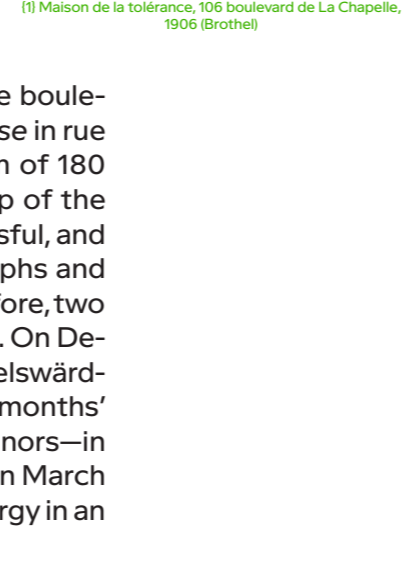 (1) Maison de la tolérance, 106 boulevard de La Chapelle,
1906 (Brothel)
e boule-
se in rue
n of 180
p of the
sful, and
phs and
fore, two
. On De-
elswärd-
months’
nors—in
n March
rgy in an